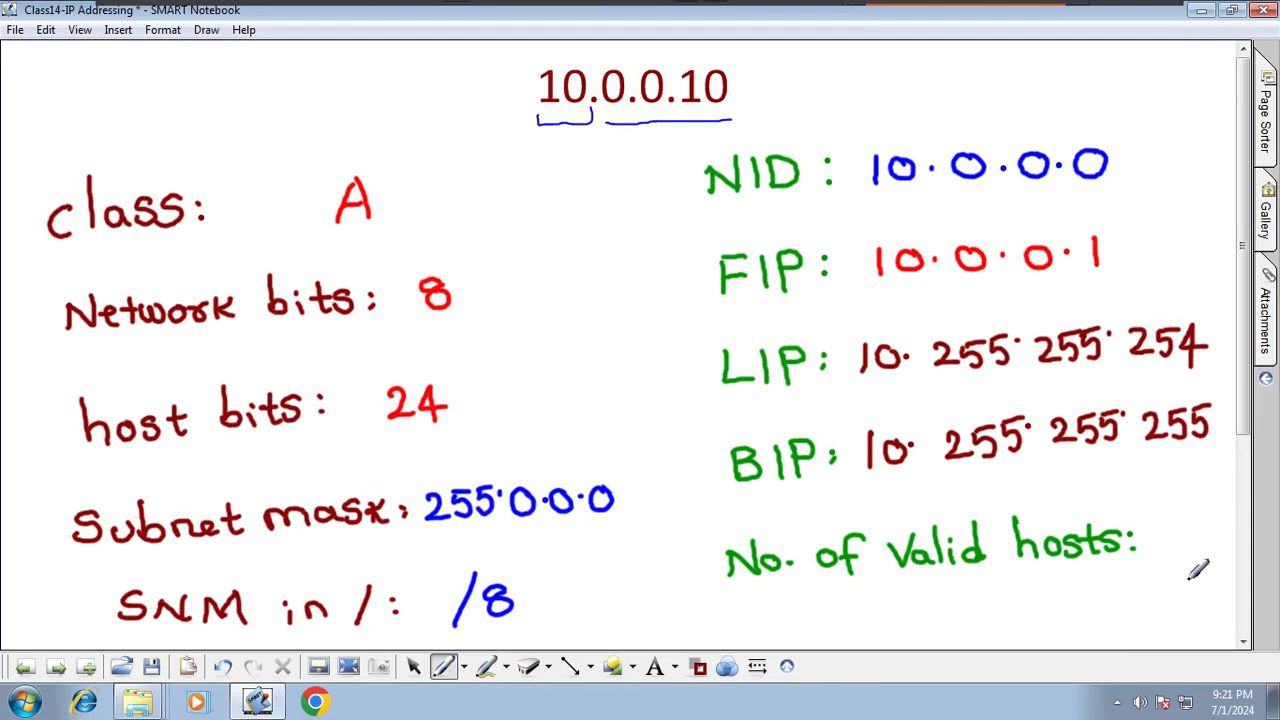 Class14-IP Addressing * - SMART Notebook
File Edit View Insert Format Draw Help
10.0.0.10
class: A
Network bits: 8
host bits: 24
Subnet mask: 255.0.0.0
SNM in /: /8
NID: 10.0.0.0
FIP: 10.0.0.1
LIP: 10.255.255.254
BIP: 10.255.255.255
No. of Valid hosts:
Page Sorter
Gallery
Attachments
9:21 PM
7/1/2024